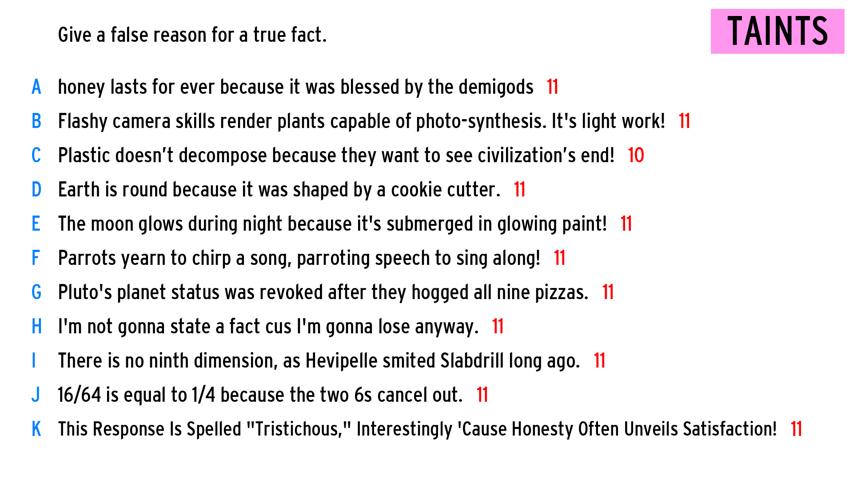 Give a false reason for a true fact.
TAINTS
A honey lasts for ever because it was blessed by the demigods 11
B Flashy camera skills render plants capable of photo-synthesis. It's light work! 11
C Plastic doesn’t decompose because they want to see civilization’s end! 10
D Earth is round because it was shaped by a cookie cutter. 11
E The moon glows during night because it's submerged in glowing paint! 11
F Parrots yearn to chirp a song, parroting speech to sing along! 11
G Pluto's planet status was revoked after they hogged all nine pizzas. 11
H I'm not gonna state a fact cus I'm gonna lose anyway. 11
I There is no ninth dimension, as Hevipelle smited Slabdrill long ago. 11
J 16/64 is equal to 1/4 because the two 6s cancel out. 11
K This Response Is Spelled "Tristichous," Interestingly 'Cause Honesty Often Unveils Satisfaction! 11